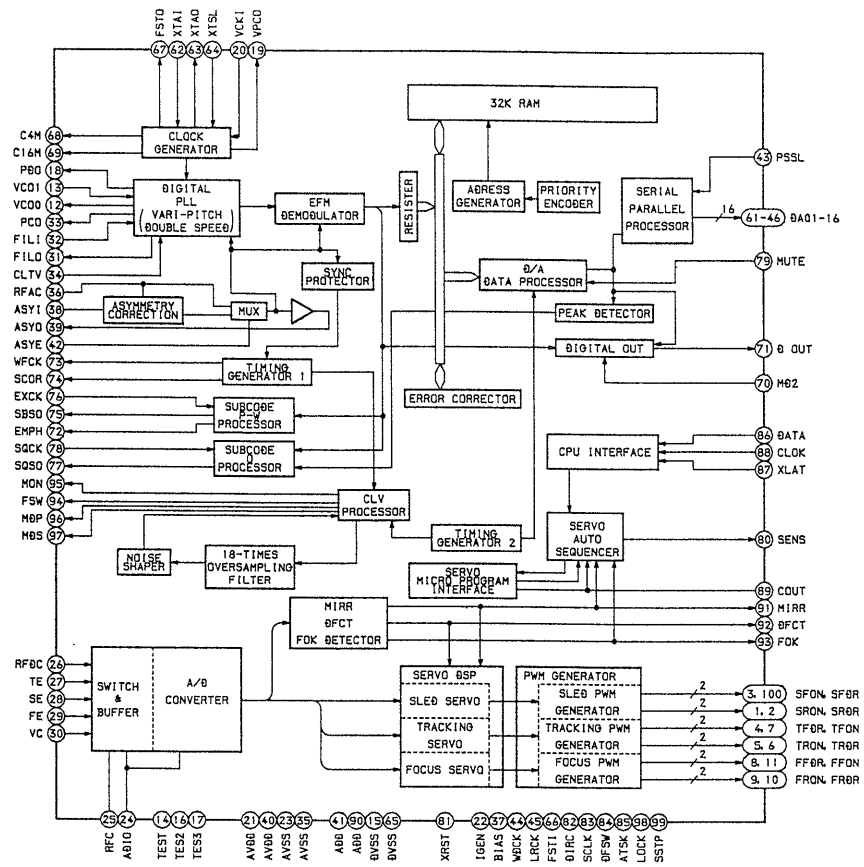 FSTO
XTAI
XTAO
XTSL
VCKI
VPCO
67
62
63
64
20
19
32K RAM
C4M 68
C16M 69
PDO 18
VCOI 13
VCOO 12
PCO 33
FILI 32
FILO 31
CLTV 34
RFAC 36
ASYI 38
ASYO 39
ASYE 42
WFCK 73
SCOR 74
EXCK 76
SBSO 75
EMPH 72
SQCK 78
SQSO 77
MON 95
FSW 94
MDP 96
MDS 97
CLOCK
GENERATOR
DIGITAL
PLL
(VARI-PITCH
DOUBLE SPEED)
EFM
DEMODULATOR
RESISTER
ADRESS
GENERATOR
PRIORITY
ENCODER
SERIAL
PARALLEL
PROCESSOR
43 PSSL
16
61-46 DA01-16
SYNC
PROTECTOR
D/A
DATA PROCESSOR
79 MUTE
ASYMMETRY
CORRECTION
MUX
PEAK DETECTOR
DIGITAL OUT
71 D OUT
70 MD2
TIMING
GENERATOR 1
ERROR CORRECTOR
SUBCODE
P-W
PROCESSOR
SUBCODE
Q
PROCESSOR
CPU INTERFACE
86 DATA
88 CLOK
87 XLAT
CLV
PROCESSOR
TIMING
GENERATOR 2
SERVO
AUTO
SEQUENCER
80 SENS
NOISE
SHAPER
18-TIMES
OVERSAMPLING
FILTER
SERVO
MICRO PROGRAM
INTERFACE
89 COUT
91 MIRR
92 DFCT
93 FOK
MIRR
DFCT
FOK DETECTOR
RFDC 26
TE 27
SE 28
FE 29
VC 30
SWITCH
&
BUFFER
A/D
CONVERTER
SERVO DSP
SLED SERVO
TRACKING
SERVO
FOCUS SERVO
PWM GENERATOR
SLED PWM
GENERATOR
TRACKING PWM
GENERATOR
FOCUS PWM
GENERATOR
2
3, 100 SFON, SFDR
2
1, 2 SRON, SRDR
2
4, 7 TFDR, TFON
2
5, 6 TRON, TRDR
2
8, 11 FFDR, FFON
2
9, 10 FRON, FRDR
25
24
14
16
17
21
40
23
35
41
90
15
65
81
22
37
44
45
66
82
83
84
85
98
99
RFC
ADIO
TEST
TES2
TES3
AVDD
AVDD
AVSS
AVSS
ADD
ADD
DVSS
DVSS
XRST
IGEN
BIAS
WDCK
LRCK
FSTI
DIRC
SCLK
DFSW
ATSK
LOCK
SSTP